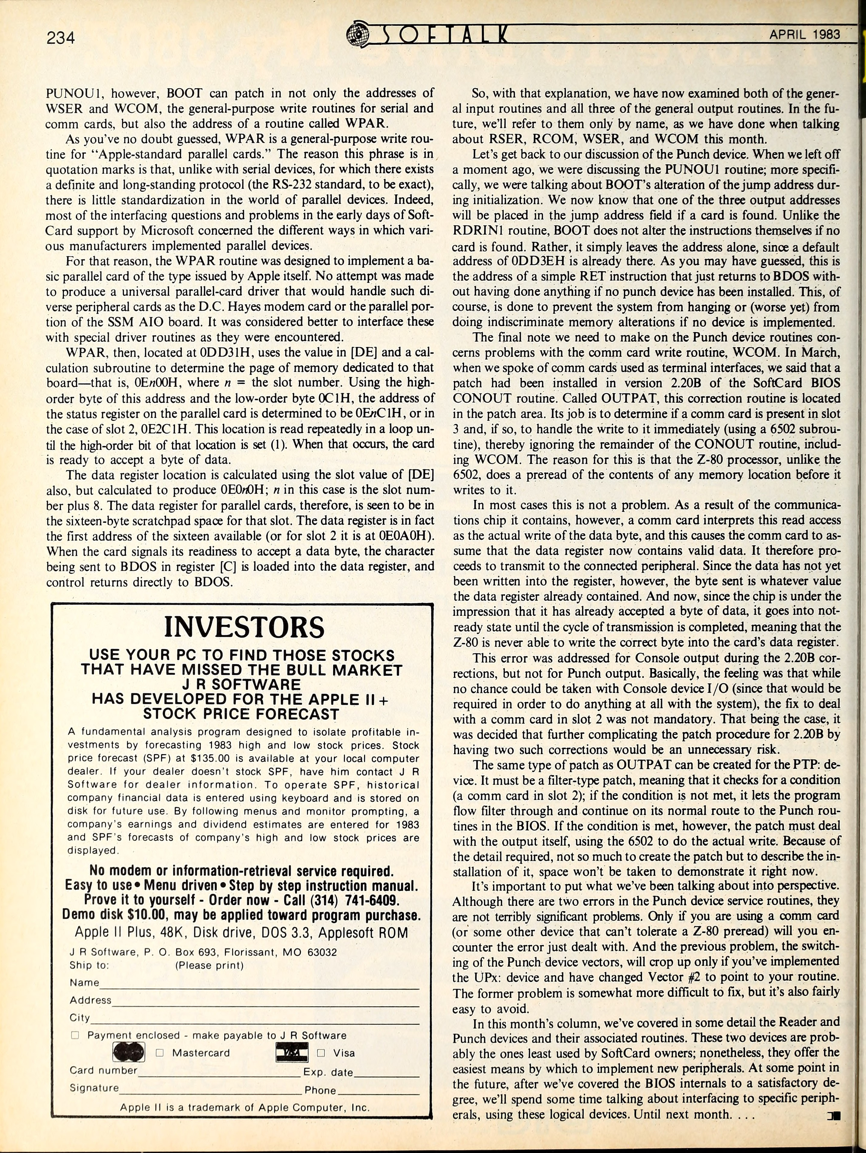 234
SOFTALK
APRIL 1983
PUNOU1, however, BOOT can patch in not only the addresses of
WSER and WCOM, the general-purpose write routines for serial and
comm cards, but also the address of a routine called WPAR.
As you've no doubt guessed, WPAR is a general-purpose write rou-
tine for "Apple-standard parallel cards." The reason this phrase is in
quotation marks is that, unlike with serial devices, for which there exists
a definite and long-standing protocol (the RS-232 standard, to be exact),
there is little standardization in the world of parallel devices. Indeed,
most of the interfacing questions and problems in the early days of Soft-
Card support by Microsoft concerned the different ways in which vari-
ous manufacturers implemented parallel devices.
For that reason, the WPAR routine was designed to implement a ba-
sic parallel card of the type issued by Apple itself. No attempt was made
to produce a universal parallel-card driver that would handle such di-
verse peripheral cards as the D.C. Hayes modem card or the parallel por-
tion of the SSM AIO board. It was considered better to interface these
with special driver routines as they were encountered.
WPAR, then, located at 0DD31H, uses the value in [DE] and a cal-
culation subroutine to determine the page of memory dedicated to that
board—that is, 0En00H, where n = the slot number. Using the high-
order byte of this address and the low-order byte 0C1H, the address of
the status register on the parallel card is determined to be 0EnC1H, or in
the case of slot 2, 0E2C1H. This location is read repeatedly in a loop un-
til the high-order bit of that location is set (1). When that occurs, the card
is ready to accept a byte of data.
The data register location is calculated using the slot value of [DE]
also, but calculated to produce 0E0n0H; n in this case is the slot num-
ber plus 8. The data register for parallel cards, therefore, is seen to be in
the sixteen-byte scratchpad space for that slot. The data register is in fact
the first address of the sixteen available (or for slot 2 it is at 0E0A0H).
When the card signals its readiness to accept a data byte, the character
being sent to BDOS in register [C] is loaded into the data register, and
control returns directly to BDOS.
INVESTORS
USE YOUR PC TO FIND THOSE STOCKS
THAT HAVE MISSED THE BULL MARKET
J R SOFTWARE
HAS DEVELOPED FOR THE APPLE II+
STOCK PRICE FORECAST
A fundamental analysis program designed to isolate profitable in-
vestments by forecasting 1983 high and low stock prices. Stock
price forecast (SPF) at $135.00 is available at your local computer
dealer. If your dealer doesn't stock SPF, have him contact J R
Software for dealer information. To operate SPF, historical
company financial data is entered using keyboard and is stored on
disk for future use. By following menus and monitor prompting, a
company's earnings and dividend estimates are entered for 1983
and SPF's forecasts of company's high and low stock prices are
displayed.
No modem or information-retrieval service required.
Easy to use • Menu driven • Step by step instruction manual.
Prove it to yourself - Order now - Call (314) 741-6409.
Demo disk $10.00, may be applied toward program purchase.
Apple II Plus, 48K, Disk drive, DOS 3.3, Applesoft ROM
J R Software, P. O. Box 693, Florissant, MO 63032
Ship to: (Please print)
Name
Address
City
□ Payment enclosed - make payable to J R Software
□ Mastercard VISA □ Visa
Card number Exp. date
Signature Phone
Apple II is a trademark of Apple Computer, Inc.
So, with that explanation, we have now examined both of the gener-
al input routines and all three of the general output routines. In the fu-
ture, we'll refer to them only by name, as we have done when talking
about RSER, RCOM, WSER, and WCOM this month.
Let's get back to our discussion of the Punch device. When we left off
a moment ago, we were discussing the PUNOU1 routine; more specifi-
cally, we were talking about BOOT's alteration of the jump address dur-
ing initialization. We now know that one of the three output addresses
will be placed in the jump address field if a card is found. Unlike the
RDRIN1 routine, BOOT does not alter the instructions themselves if no
card is found. Rather, it simply leaves the address alone, since a default
address of 0DD3EH is already there. As you may have guessed, this is
the address of a simple RET instruction that just returns to BDOS with-
out having done anything if no punch device has been installed. This, of
course, is done to prevent the system from hanging or (worse yet) from
doing indiscriminate memory alterations if no device is implemented.
The final note we need to make on the Punch device routines con-
cerns problems with the comm card write routine, WCOM. In March,
when we spoke of comm cards used as terminal interfaces, we said that a
patch had been installed in version 2.20B of the SoftCard BIOS
CONOUT routine. Called OUTPAT, this correction routine is located
in the patch area. Its job is to determine if a comm card is present in slot
3 and, if so, to handle the write to it immediately (using a 6502 subrou-
tine), thereby ignoring the remainder of the CONOUT routine, includ-
ing WCOM. The reason for this is that the Z-80 processor, unlike the
6502, does a preread of the contents of any memory location before it
writes to it.
In most cases this is not a problem. As a result of the communica-
tions chip it contains, however, a comm card interprets this read access
as the actual write of the data byte, and this causes the comm card to as-
sume that the data register now contains valid data. It therefore pro-
ceeds to transmit to the connected peripheral. Since the data has not yet
been written into the register, however, the byte sent is whatever value
the data register already contained. And now, since the chip is under the
impression that it has already accepted a byte of data, it goes into not-
ready state until the cycle of transmission is completed, meaning that the
Z-80 is never able to write the correct byte into the card's data register.
This error was addressed for Console output during the 2.20B cor-
rections, but not for Punch output. Basically, the feeling was that while
no chance could be taken with Console device I/O (since that would be
required in order to do anything at all with the system), the fix to deal
with a comm card in slot 2 was not mandatory. That being the case, it
was decided that further complicating the patch procedure for 2.20B by
having two such corrections would be an unnecessary risk.
The same type of patch as OUTPAT can be created for the PTP: de-
vice. It must be a filter-type patch, meaning that it checks for a condition
(a comm card in slot 2); if the condition is not met, it lets the program
flow filter through and continue on its normal route to the Punch rou-
tines in the BIOS. If the condition is met, however, the patch must deal
with the output itself, using the 6502 to do the actual write. Because of
the detail required, not so much to create the patch but to describe the in-
stallation of it, space won't be taken to demonstrate it right now.
It's important to put what we've been talking about into perspective.
Although there are two errors in the Punch device service routines, they
are not terribly significant problems. Only if you are using a comm card
(or some other device that can't tolerate a Z-80 preread) will you en-
counter the error just dealt with. And the previous problem, the switch-
ing of the Punch device vectors, will crop up only if you've implemented
the UPx: device and have changed Vector #2 to point to your routine.
The former problem is somewhat more difficult to fix, but it's also fairly
easy to avoid.
In this month's column, we've covered in some detail the Reader and
Punch devices and their associated routines. These two devices are prob-
ably the ones least used by SoftCard owners; nonetheless, they offer the
easiest means by which to implement new peripherals. At some point in
the future, after we've covered the BIOS internals to a satisfactory de-
gree, we'll spend some time talking about interfacing to specific periph-
erals, using these logical devices. Until next month. . . .